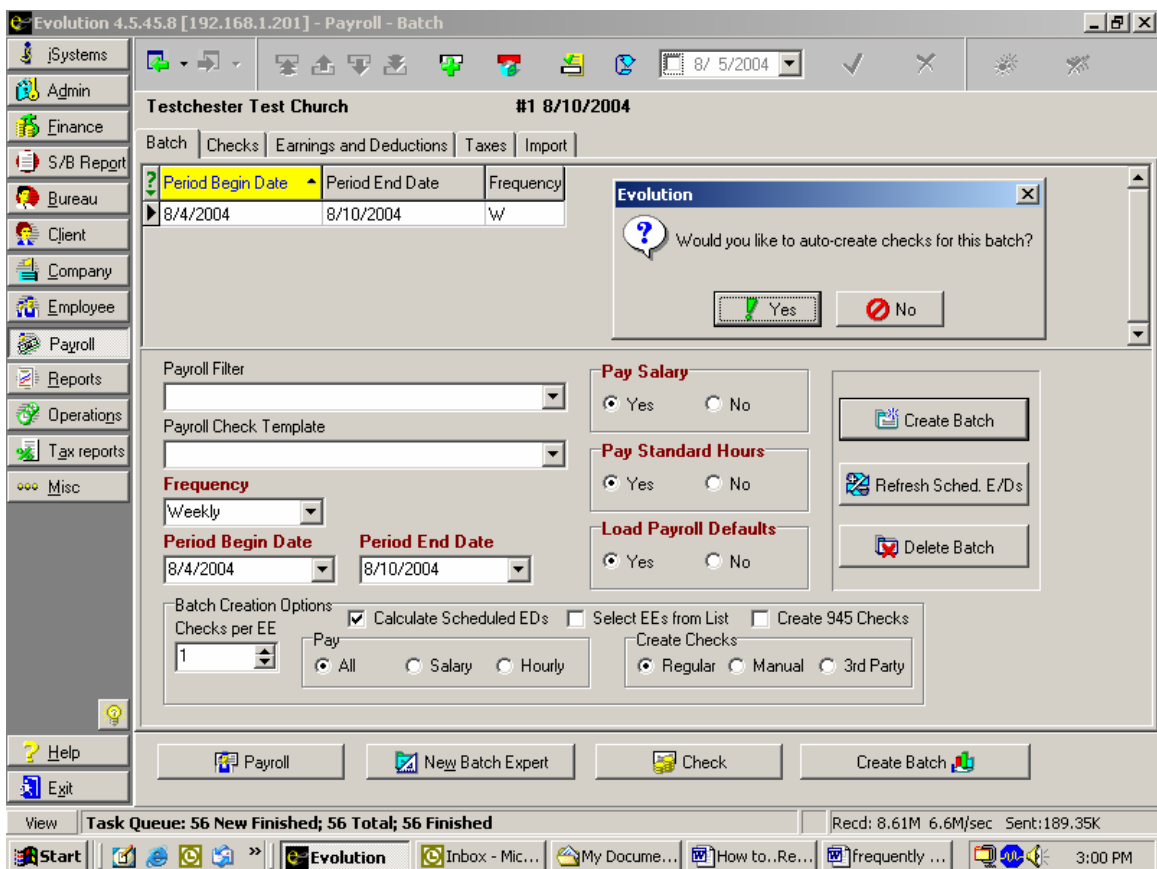 Evolution 4.5.45.8 [192.168.1.201] - Payroll - Batch
iSystems
Admin
Finance
S/B Report
Bureau
Client
Company
Employee
Payroll
Reports
Operations
Tax reports
Misc
Help
Exit
8/ 5/2004
Testchester Test Church #1 8/10/2004
Batch Checks Earnings and Deductions Taxes Import
Period Begin Date Period End Date Frequency
8/4/2004 8/10/2004 W
Evolution
Would you like to auto-create checks for this batch?
Yes No
Payroll Filter
Payroll Check Template
Frequency
Weekly
Period Begin Date Period End Date
8/4/2004 8/10/2004
Pay Salary
Yes No
Pay Standard Hours
Yes No
Load Payroll Defaults
Yes No
Create Batch
Refresh Sched. E/Ds
Delete Batch
Batch Creation Options
Calculate Scheduled EDs Select EEs from List Create 945 Checks
Checks per EE
1
Pay
All Salary Hourly
Create Checks
Regular Manual 3rd Party
Payroll New Batch Expert Check Create Batch
View Task Queue: 56 New Finished; 56 Total; 56 Finished Recd: 8.61M 6.6M/sec Sent:189.35K
Start » Evolution Inbox - Mic... My Docume... How to..Re... frequently ... 3:00 PM